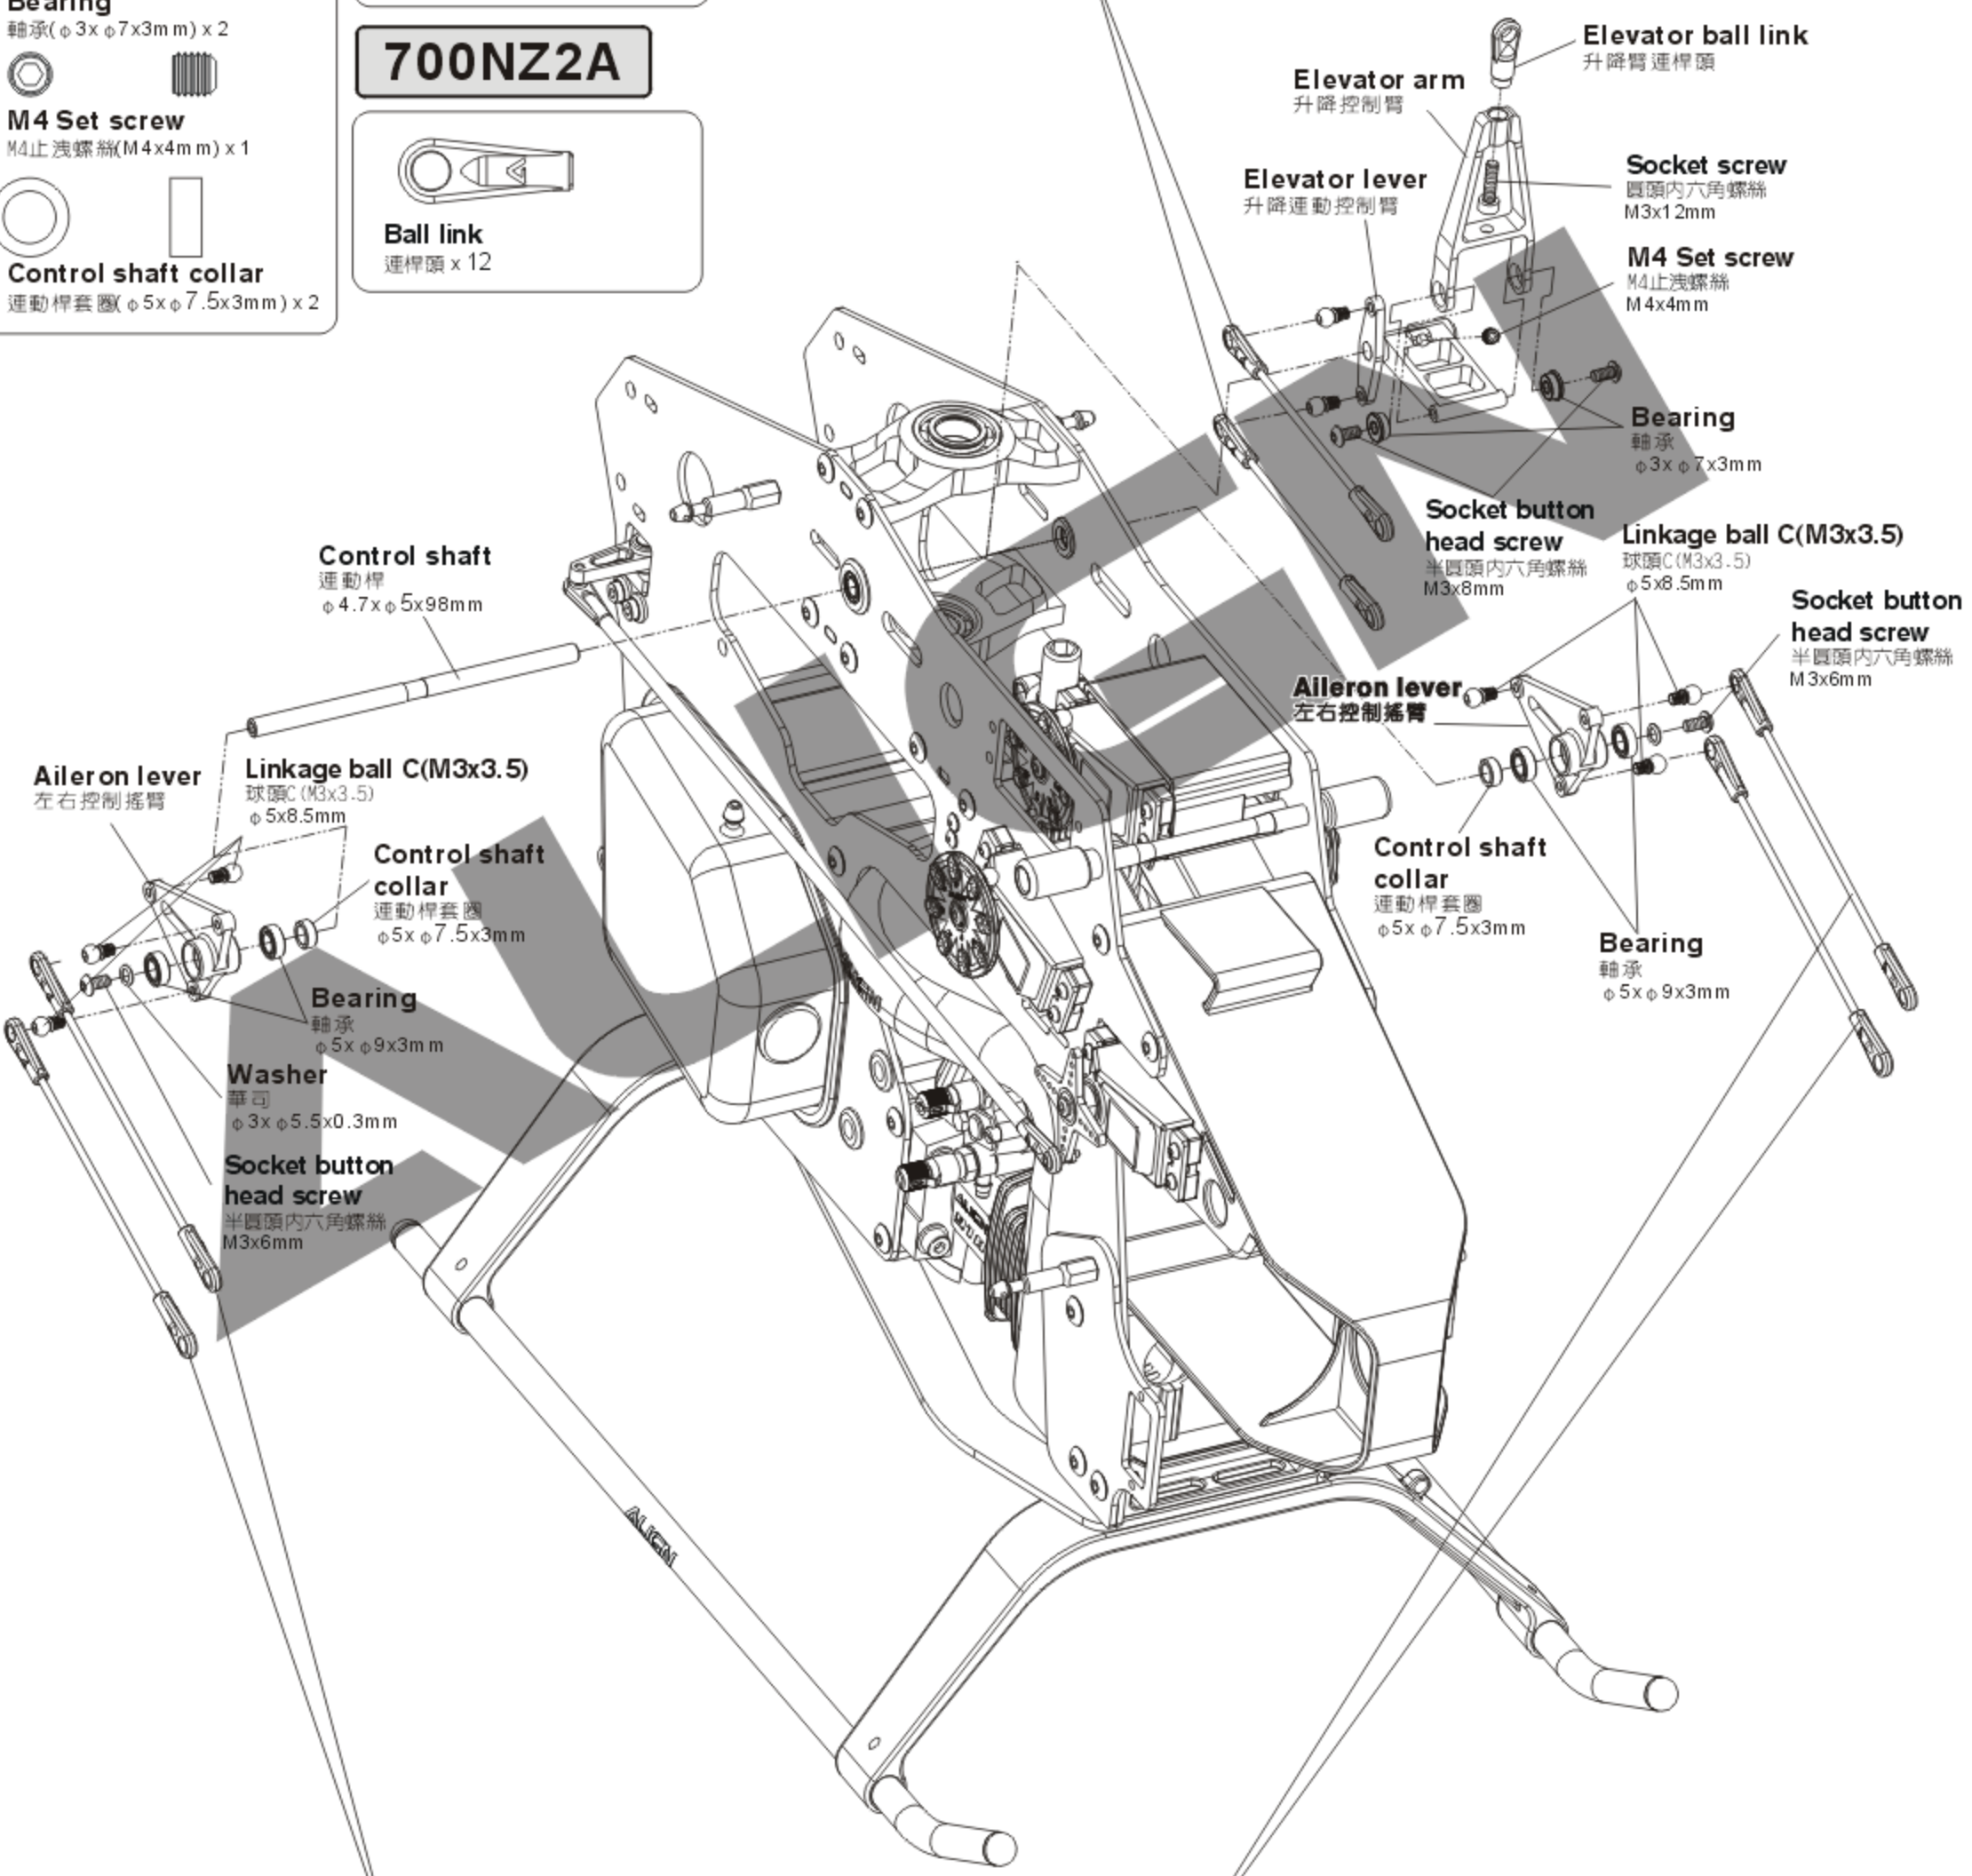 Bearing
軸承(φ3xφ7x3mm) x 2
M4 Set screw
M4止洩螺絲(M4x4mm) x 1
Control shaft collar
連動桿套圈(φ5xφ7.5x3mm) x 2
700NZ2A
Ball link
連桿頭 x 12
Elevator ball link
升降臂連桿頭
Elevator arm
升降控制臂
Elevator lever
升降連動控制臂
Socket screw
圓頭內六角螺絲
M3x12mm
M4 Set screw
M4止洩螺絲
M4x4mm
Bearing
軸承
φ3xφ7x3mm
Socket button
head screw
半圓頭內六角螺絲
M3x8mm
Linkage ball C(M3x3.5)
球頭C(M3x3.5)
φ5x8.5mm
Socket button
head screw
半圓頭內六角螺絲
M3x6mm
Aileron lever
左右控制搖臂
Control shaft
collar
連動桿套圈
φ5xφ7.5x3mm
Bearing
軸承
φ5xφ9x3mm
Control shaft
連動桿
φ4.7xφ5x98mm
Aileron lever
左右控制搖臂
Linkage ball C(M3x3.5)
球頭C(M3x3.5)
φ5x8.5mm
Control shaft
collar
連動桿套圈
φ5xφ7.5x3mm
Bearing
軸承
φ5xφ9x3mm
Washer
華司
φ3xφ5.5x0.3mm
Socket button
head screw
半圓頭內六角螺絲
M3x6mm
ALIGN